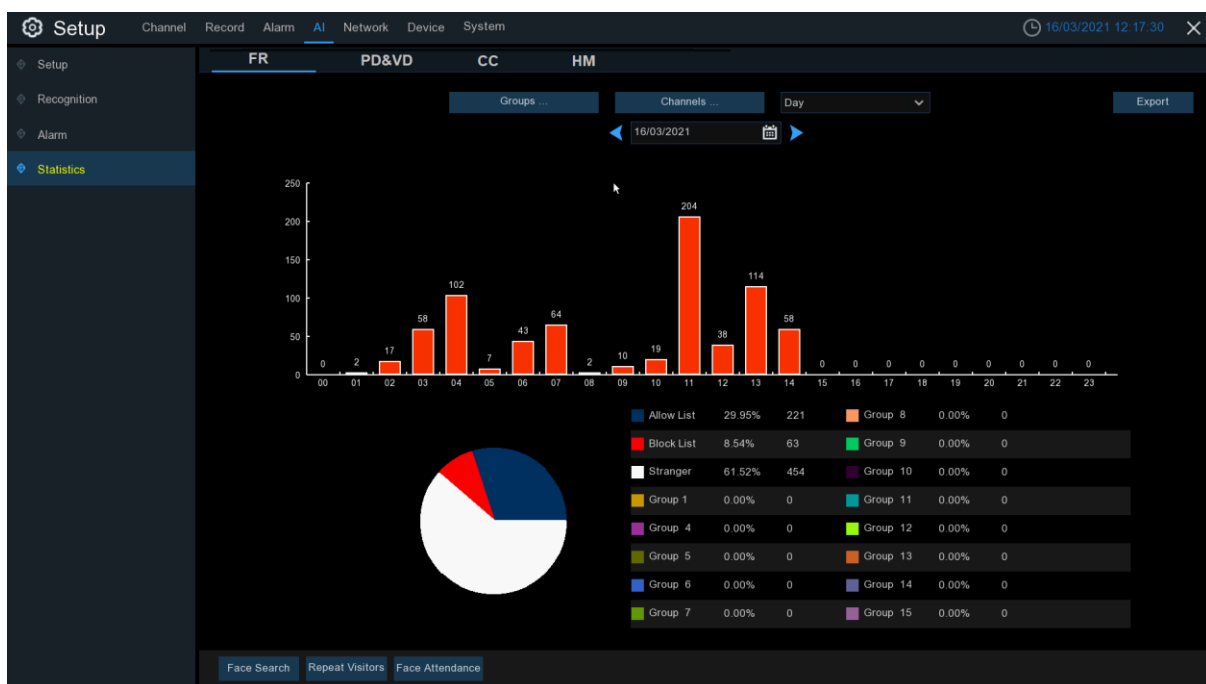 Setup Channel Record Alarm AI Network Device System 16/03/2021 12:17:30
Setup
Recognition
Alarm
Statistics
FR PD&VD CC HM
Groups ... Channels ... Day Export
16/03/2021
250
200
150
100
50
0
0 2 17 58 102 7 43 64 2 10 19 204 38 114 58 0 0 0 0 0 0 0 0 0
00 01 02 03 04 05 06 07 08 09 10 11 12 13 14 15 16 17 18 19 20 21 22 23
Allow List 29.95% 221 Group 8 0.00% 0
Block List 8.54% 63 Group 9 0.00% 0
Stranger 61.52% 454 Group 10 0.00% 0
Group 1 0.00% 0 Group 11 0.00% 0
Group 4 0.00% 0 Group 12 0.00% 0
Group 5 0.00% 0 Group 13 0.00% 0
Group 6 0.00% 0 Group 14 0.00% 0
Group 7 0.00% 0 Group 15 0.00% 0
Face Search Repeat Visitors Face Attendance